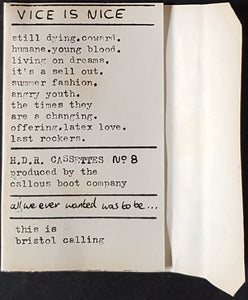 VICE IS NICE
still dying.coward.
humane.young blood.
living on dreams.
it's a sell out.
summer fashion.
angry youth.
the times they
are a changing.
offering.latex love.
last rockers.
H.D.R. CASSETTES Nº 8
produced by the
callous boot company
all we ever wanted was to be...
this is
bristol calling